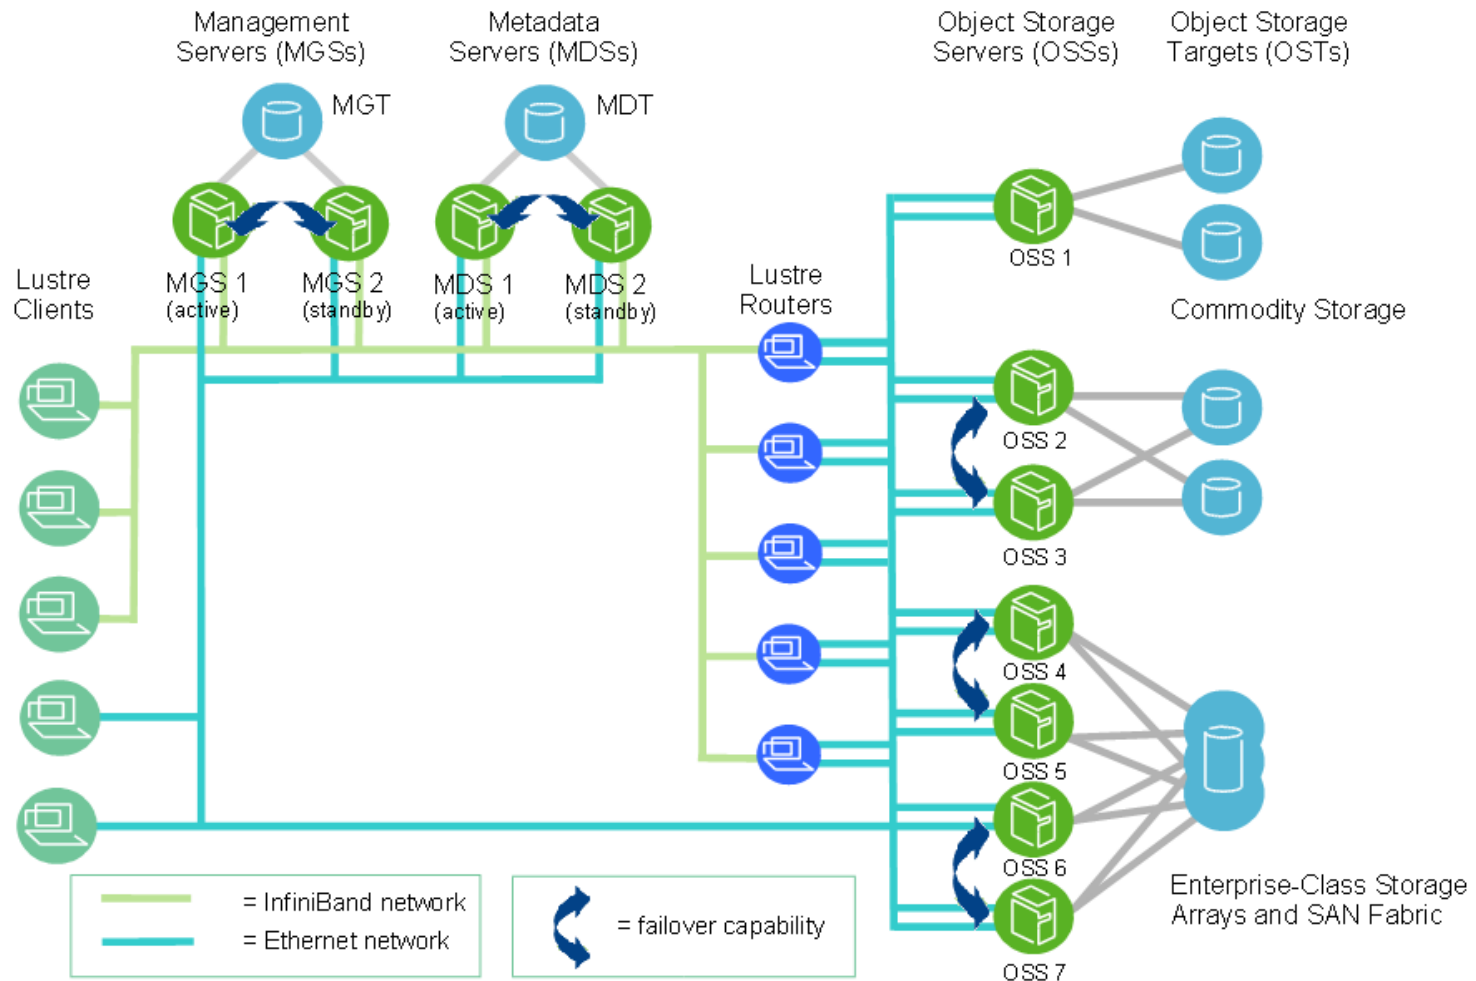 Management
Servers (MGSs)
Metadata
Servers (MDSs)
Object Storage
Servers (OSSs)
Object Storage
Targets (OSTs)
MGT
MDT
MGS 1
(active)
MGS 2
(standby)
MDS 1
(active)
MDS 2
(standby)
Lustre
Clients
Lustre
Routers
OSS 1
Commodity Storage
OSS 2
OSS 3
OSS 4
OSS 5
OSS 6
OSS 7
Enterprise-Class Storage
Arrays and SAN Fabric
= InfiniBand network
= Ethernet network
= failover capability